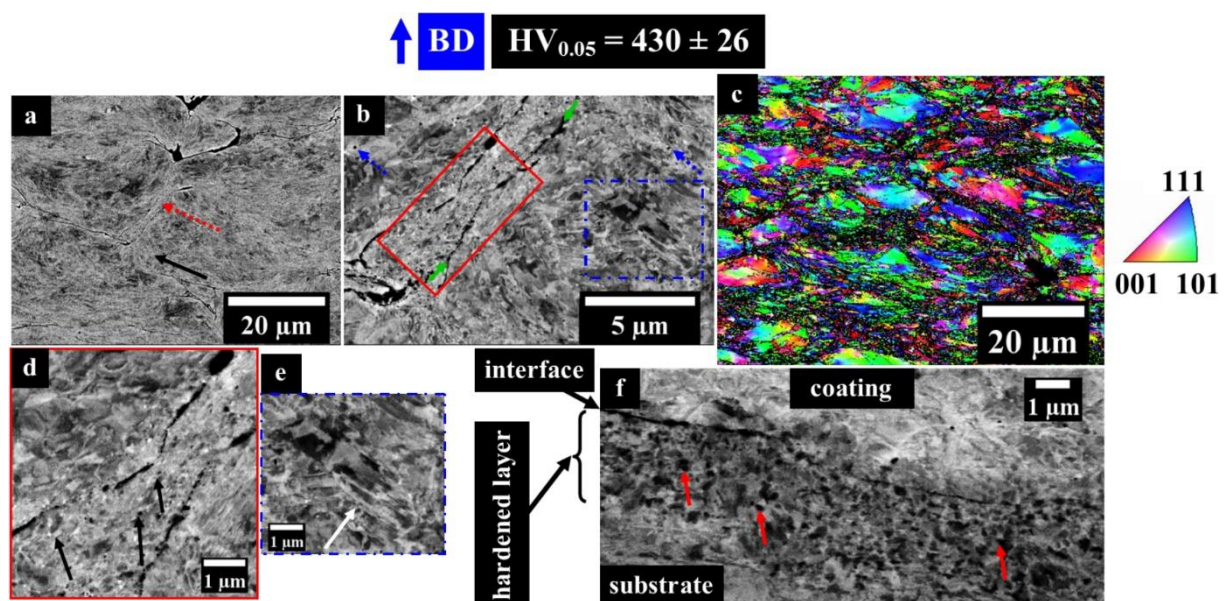 BD
HV0.05 = 430 ± 26
a
20 µm
b
5 µm
c
20 µm
111
001 101
d
1 µm
e
1 µm
interface
hardened layer
f
coating
1 µm
substrate